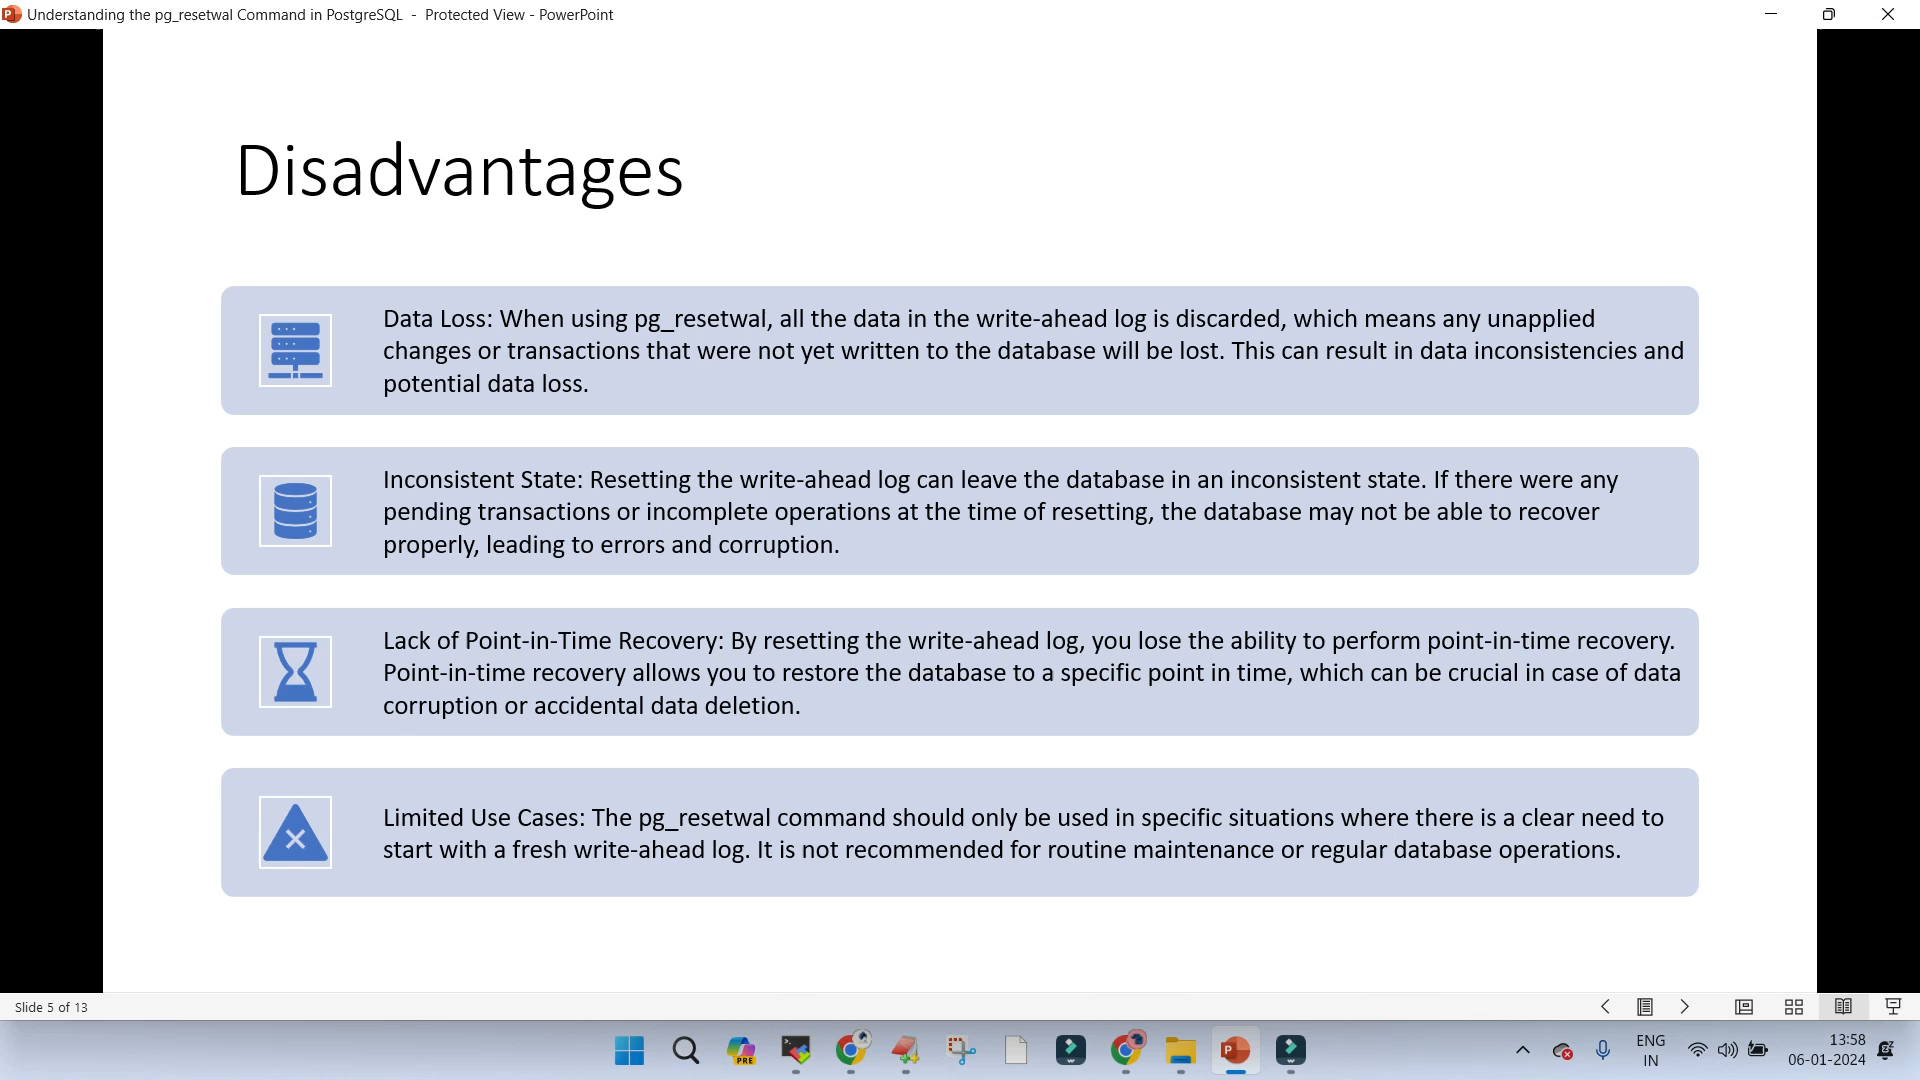 Understanding the pg_resetwal Command in PostgreSQL - Protected View - PowerPoint
Disadvantages
Data Loss: When using pg_resetwal, all the data in the write-ahead log is discarded, which means any unapplied
changes or transactions that were not yet written to the database will be lost. This can result in data inconsistencies and
potential data loss.
Inconsistent State: Resetting the write-ahead log can leave the database in an inconsistent state. If there were any
pending transactions or incomplete operations at the time of resetting, the database may not be able to recover
properly, leading to errors and corruption.
Lack of Point-in-Time Recovery: By resetting the write-ahead log, you lose the ability to perform point-in-time recovery.
Point-in-time recovery allows you to restore the database to a specific point in time, which can be crucial in case of data
corruption or accidental data deletion.
Limited Use Cases: The pg_resetwal command should only be used in specific situations where there is a clear need to
start with a fresh write-ahead log. It is not recommended for routine maintenance or regular database operations.
Slide 5 of 13
PRE
ENG
IN
13:58
06-01-2024